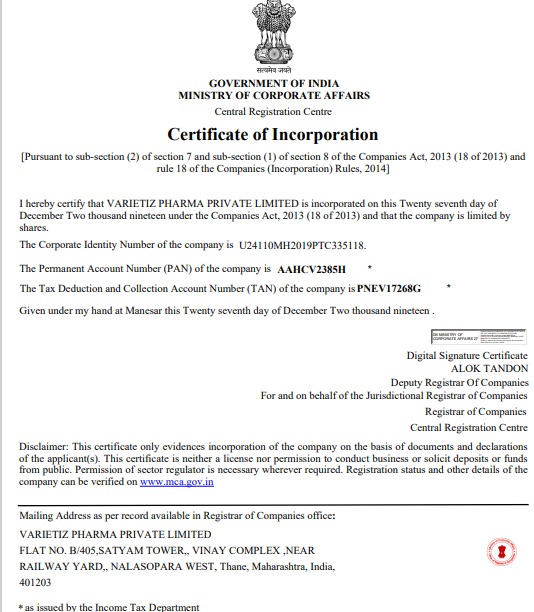 सत्यमेव जयते
GOVERNMENT OF INDIA
MINISTRY OF CORPORATE AFFAIRS
Central Registration Centre
Certificate of Incorporation
[Pursuant to sub-section (2) of section 7 and sub-section (1) of section 8 of the Companies Act, 2013 (18 of 2013) and
rule 18 of the Companies (Incorporation) Rules, 2014]
I hereby certify that VARIETIZ PHARMA PRIVATE LIMITED is incorporated on this Twenty seventh day of
December Two thousand nineteen under the Companies Act, 2013 (18 of 2013) and that the company is limited by
shares.
The Corporate Identity Number of the company is U24110MH2019PTC335118.
The Permanent Account Number (PAN) of the company is AAHCV2385H *
The Tax Deduction and Collection Account Number (TAN) of the company is PNEV17268G *
Given under my hand at Manesar this Twenty seventh day of December Two thousand nineteen .
DS MINISTRY OF
CORPORATE AFFAIRS 27
Digital Signature Certificate
ALOK TANDON
Deputy Registrar Of Companies
For and on behalf of the Jurisdictional Registrar of Companies
Registrar of Companies
Central Registration Centre
Disclaimer: This certificate only evidences incorporation of the company on the basis of documents and declarations
of the applicant(s). This certificate is neither a license nor permission to conduct business or solicit deposits or funds
from public. Permission of sector regulator is necessary wherever required. Registration status and other details of the
company can be verified on www.mca.gov.in
Mailing Address as per record available in Registrar of Companies office:
VARIETIZ PHARMA PRIVATE LIMITED
FLAT NO. B/405,SATYAM TOWER,, VINAY COMPLEX ,NEAR
RAILWAY YARD,, NALASOPARA WEST, Thane, Maharashtra, India,
401203
* as issued by the Income Tax Department